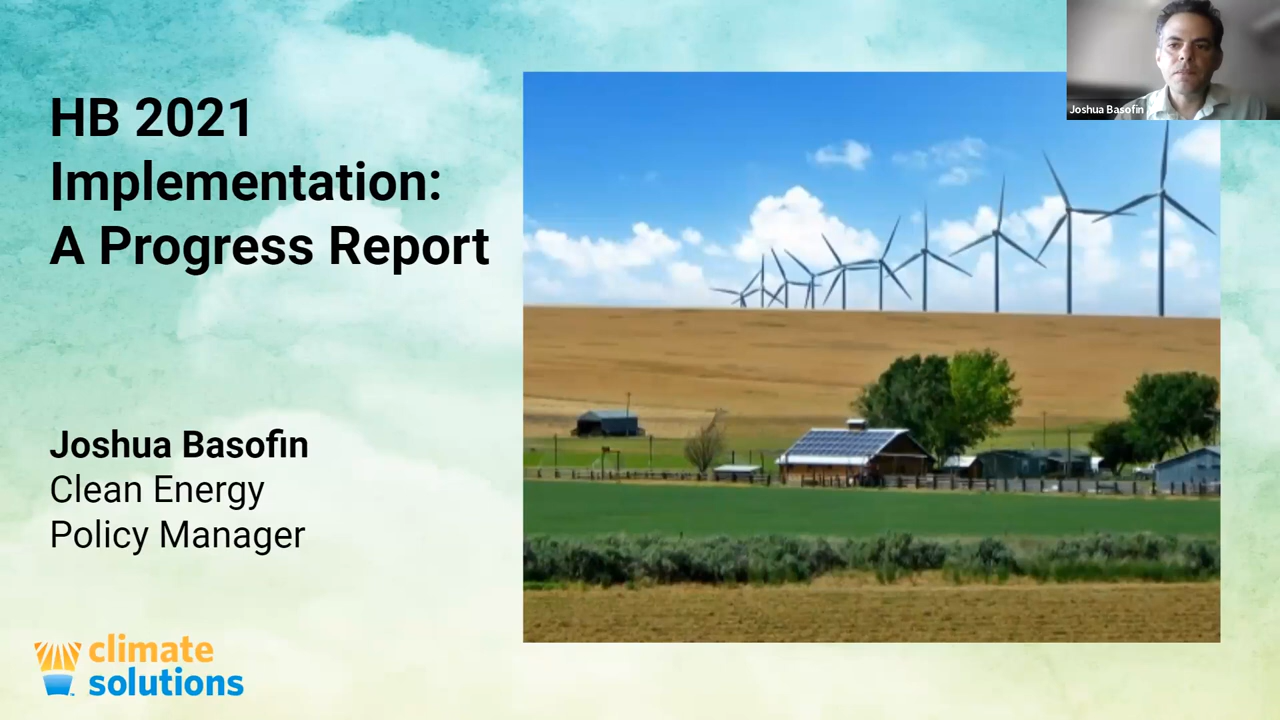 HB 2021
Implementation:
A Progress Report
Joshua Basofin
Joshua Basofin
Clean Energy
Policy Manager
climate
solutions